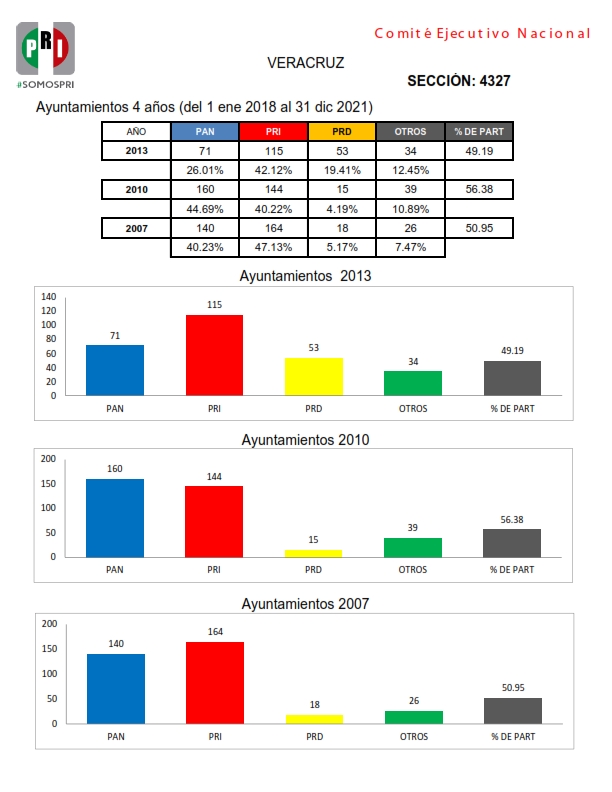 Comité Ejecutivo Nacional
PRI
#SOMOSPRI
VERACRUZ
SECCIÓN: 4327
Ayuntamientos 4 años (del 1 ene 2018 al 31 dic 2021)
AÑO PAN PRI PRD OTROS % DE PART
2013 71 115 53 34 49.19
26.01% 42.12% 19.41% 12.45%
2010 160 144 15 39 56.38
44.69% 40.22% 4.19% 10.89%
2007 140 164 18 26 50.95
40.23% 47.13% 5.17% 7.47%
Ayuntamientos 2013
140
120
100
80
60
40
20
0
71 115 53 34 49.19
PAN PRI PRD OTROS % DE PART
Ayuntamientos 2010
200
150
100
50
0
160 144 15 39 56.38
PAN PRI PRD OTROS % DE PART
Ayuntamientos 2007
200
150
100
50
0
140 164 18 26 50.95
PAN PRI PRD OTROS % DE PART